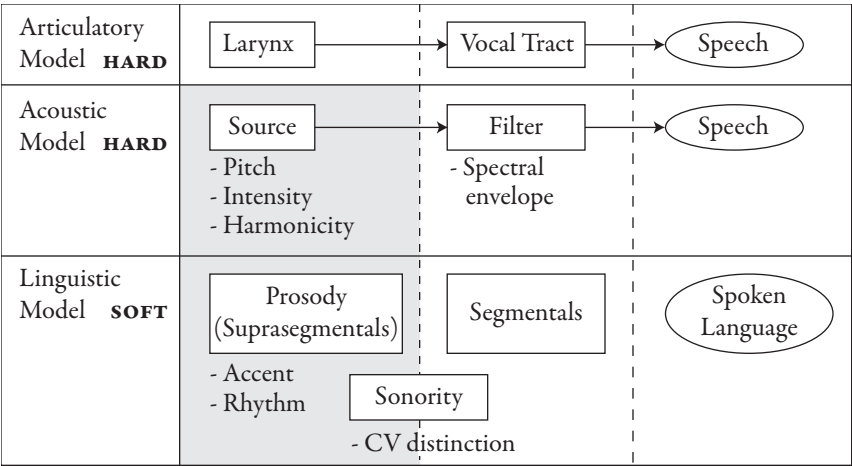 Articulatory
Model HARD
Larynx
Vocal Tract
Speech
Acoustic
Model HARD
Source
Filter
Speech
- Pitch
- Intensity
- Harmonicity
- Spectral
envelope
Linguistic
Model SOFT
Prosody
(Suprasegmentals)
Segmentals
Spoken
Language
- Accent
- Rhythm
Sonority
- CV distinction